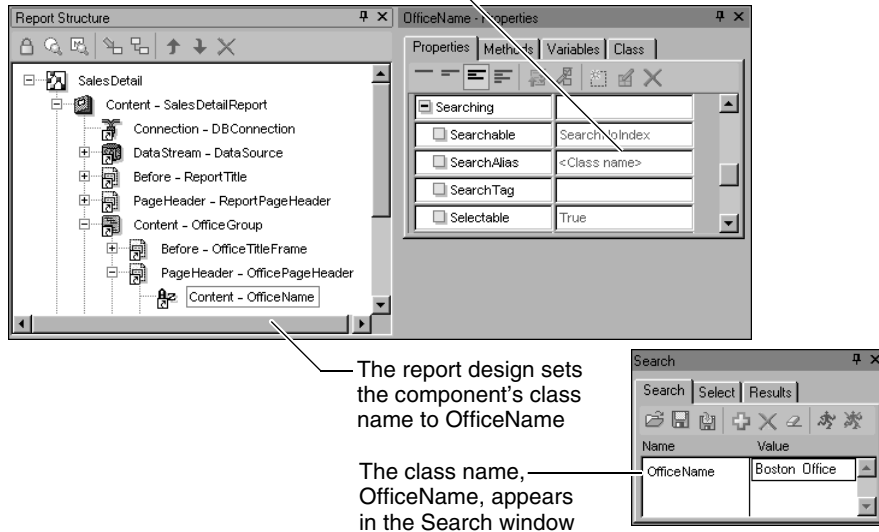 Report Structure
SalesDetail
Content - SalesDetailReport
Connection - DBConnection
DataStream - DataSource
Before - ReportTitle
PageHeader - ReportPageHeader
Content - OfficeGroup
Before - OfficeTitleFrame
PageHeader - OfficePageHeader
Content - OfficeName
OfficeName - Properties
Properties Methods Variables Class
Searching
Searchable SearchNoIndex
SearchAlias <Class name>
SearchTag
Selectable True
The report design sets
the component's class
name to OfficeName
The class name,
OfficeName, appears
in the Search window
Search
Search Select Results
Name Value
OfficeName Boston Office